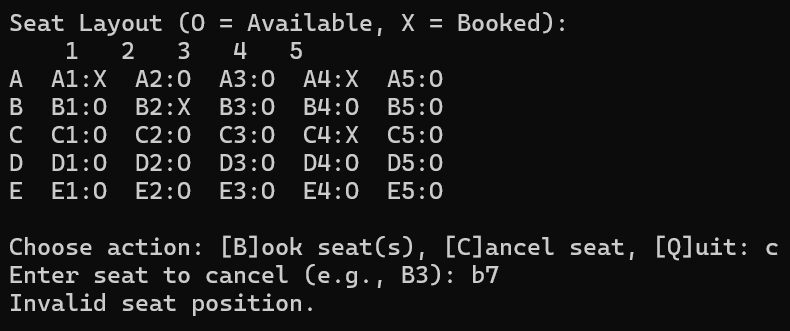 Seat Layout (O = Available, X = Booked):
    1   2   3   4   5
A  A1:X  A2:O  A3:O  A4:X  A5:O
B  B1:O  B2:X  B3:O  B4:O  B5:O
C  C1:O  C2:O  C3:O  C4:X  C5:O
D  D1:O  D2:O  D3:O  D4:O  D5:O
E  E1:O  E2:O  E3:O  E4:O  E5:O
Choose action: [B]ook seat(s), [C]ancel seat, [Q]uit: c
Enter seat to cancel (e.g., B3): b7
Invalid seat position.